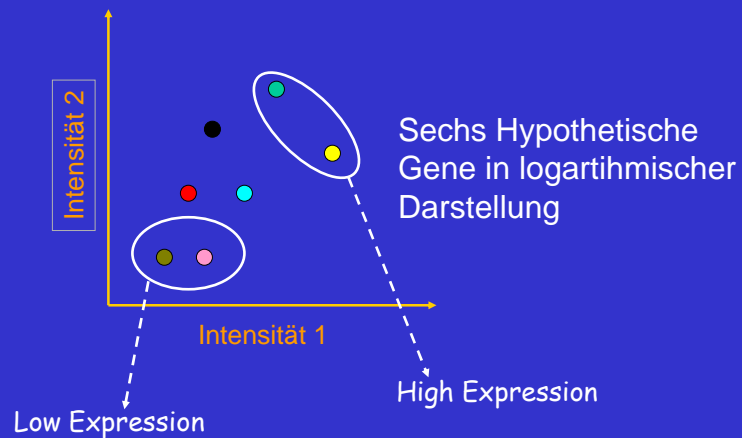 Intensität 2
Sechs Hypothetische
Gene in logartihmischer
Darstellung
Intensität 1
High Expression
Low Expression